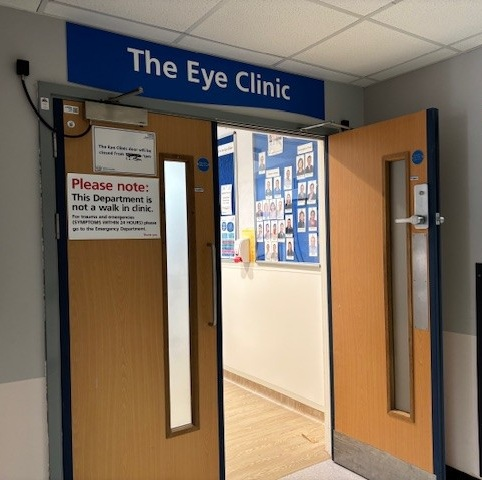 The Eye Clinic
The Eye Clinic door will be
closed from
Please note:
This Department is
not a walk in clinic.
For trauma and emergencies
(SYMPTOMS WITHIN 24 HOURS) please
go to the Emergency Department.